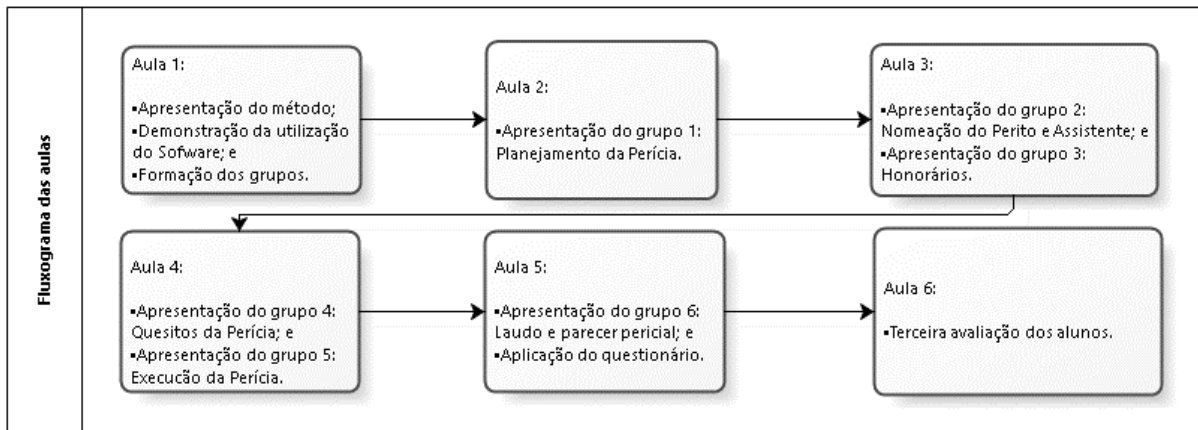 Fluxograma das aulas
Aula 1:
▪Apresentação do método;
▪Demonstração da utilização
do Sofware; e
▪Formação dos grupos.
Aula 2:
▪Apresentação do grupo 1:
Planejamento da Perícia.
Aula 3:
▪Apresentação do grupo 2:
Nomeação do Perito e Assistente; e
▪Apresentação do grupo 3:
Honorários.
Aula 4:
▪Apresentação do grupo 4:
Quesitos da Perícia; e
▪Apresentação do grupo 5:
Execução da Perícia.
Aula 5:
▪Apresentação do grupo 6:
Laudo e parecer pericial; e
▪Aplicação do questionário.
Aula 6:
▪Terceira avaliação dos alunos.